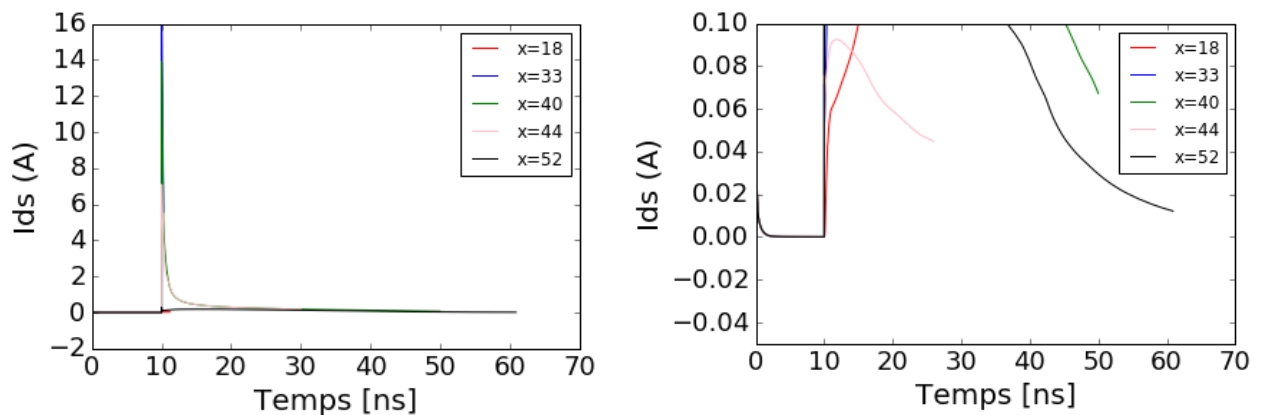 16
14
12
10
8
6
4
2
0
−2
0 10 20 30 40 50 60 70
Ids (A)
Temps [ns]
x=18
x=33
x=40
x=44
x=52
0.10
0.08
0.06
0.04
0.02
0.00
−0.02
−0.04
0 10 20 30 40 50 60 70
Ids (A)
Temps [ns]
x=18
x=33
x=40
x=44
x=52